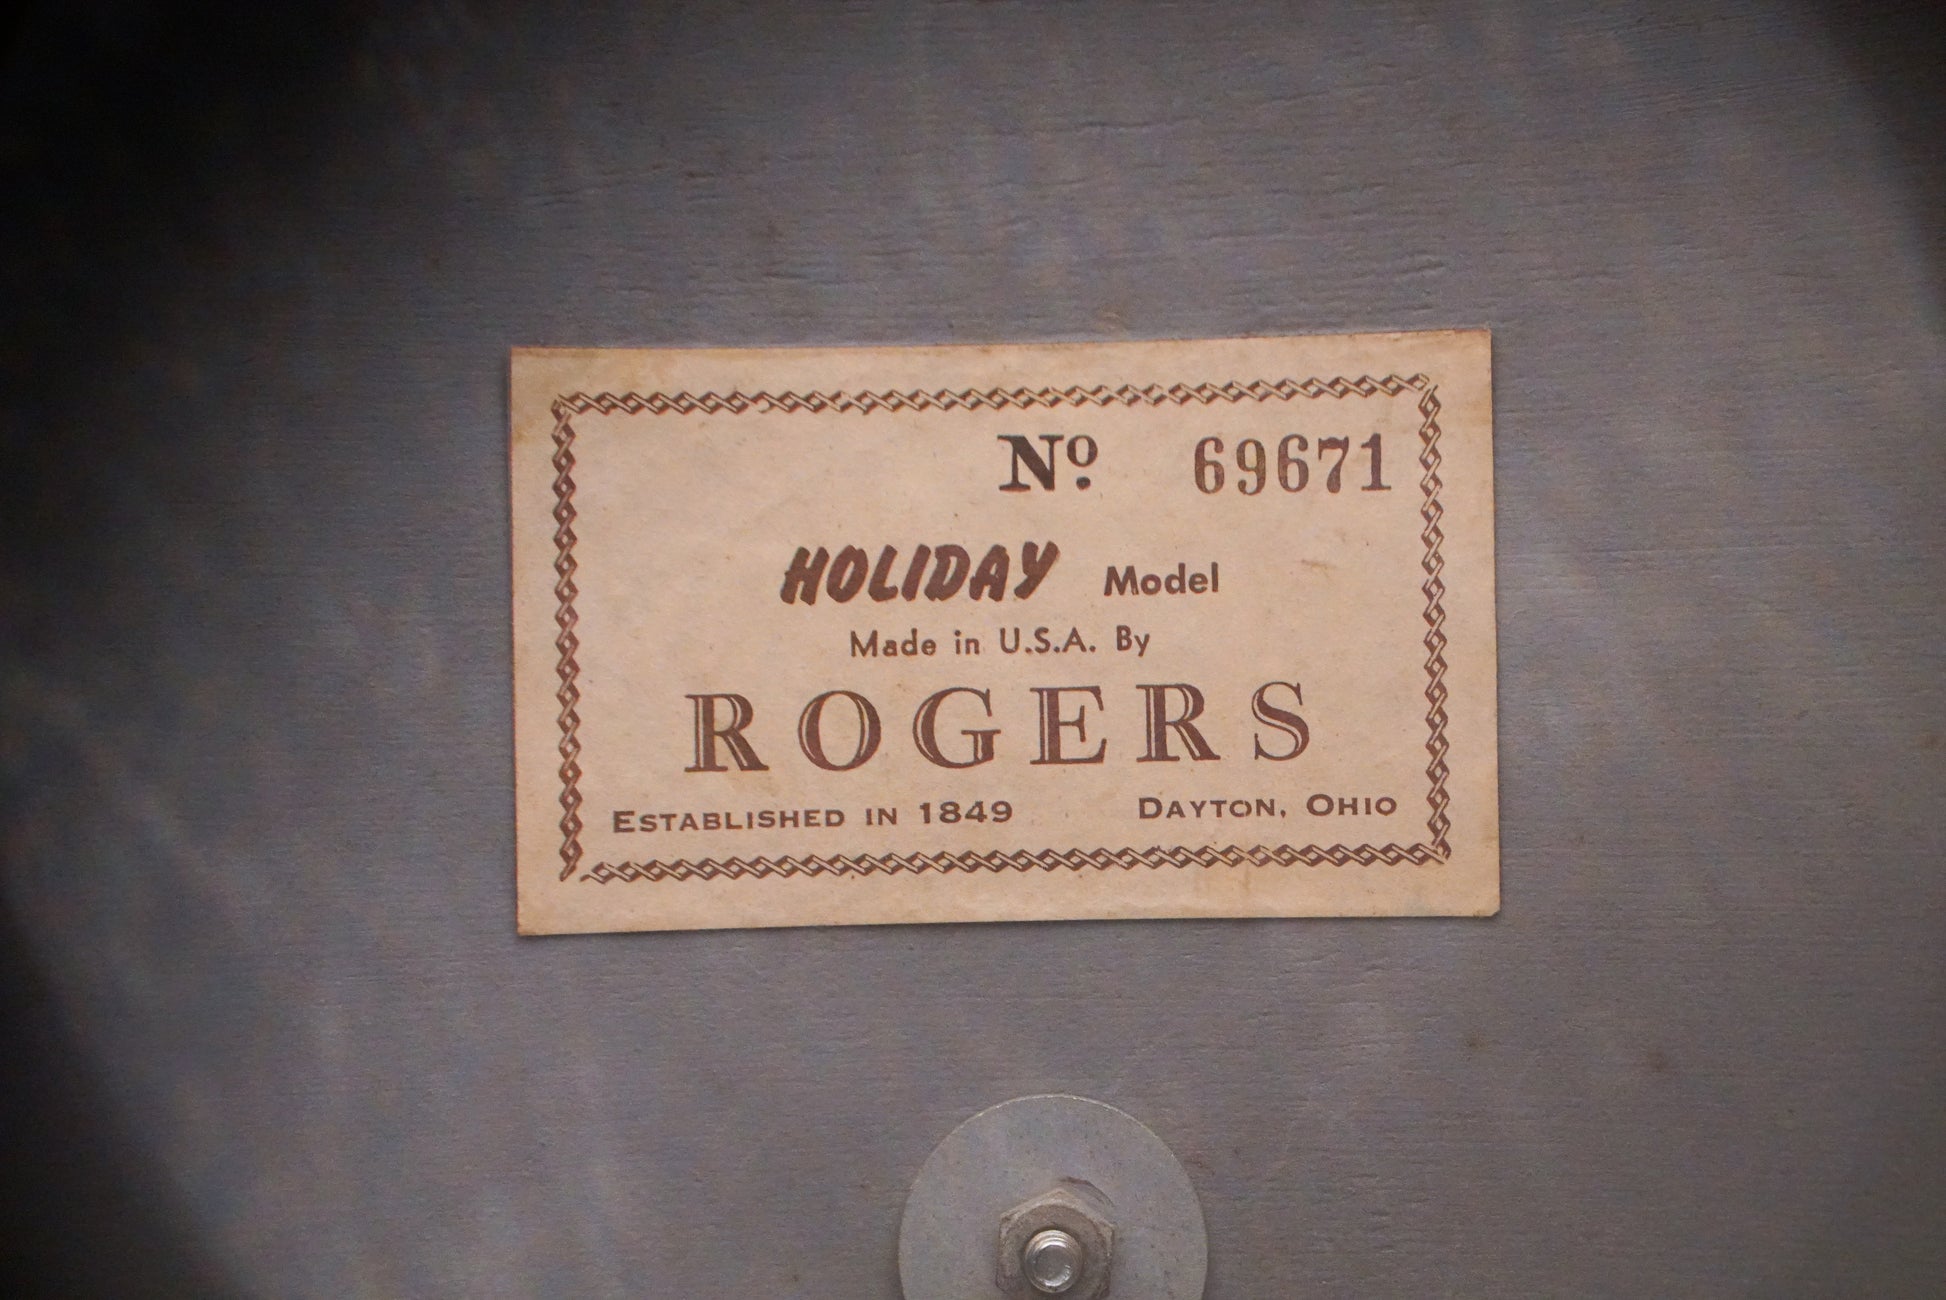 Nº. 69671
HOLIDAY Model
Made in U.S.A. By
ROGERS
ESTABLISHED IN 1849 DAYTON, OHIO